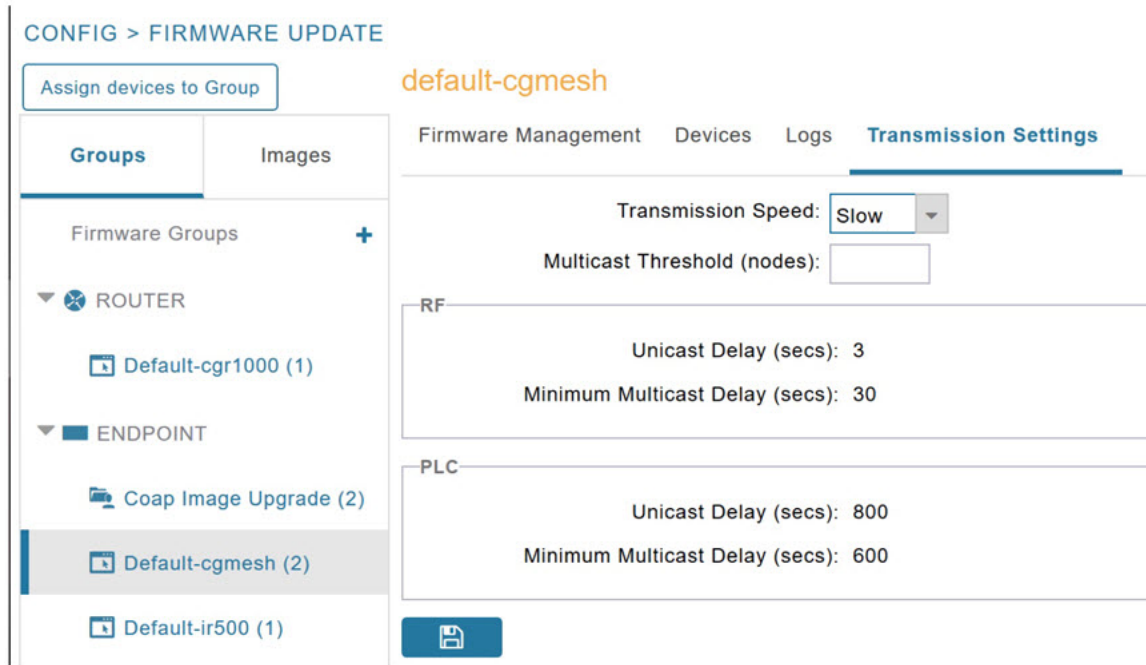 CONFIG > FIRMWARE UPDATE
Assign devices to Group
Groups
Images
Firmware Groups +
ROUTER
Default-cgr1000 (1)
ENDPOINT
Coap Image Upgrade (2)
Default-cgmesh (2)
Default-ir500 (1)
default-cgmesh
Firmware Management Devices Logs Transmission Settings
Transmission Speed: Slow
Multicast Threshold (nodes):
RF
Unicast Delay (secs): 3
Minimum Multicast Delay (secs): 30
PLC
Unicast Delay (secs): 800
Minimum Multicast Delay (secs): 600